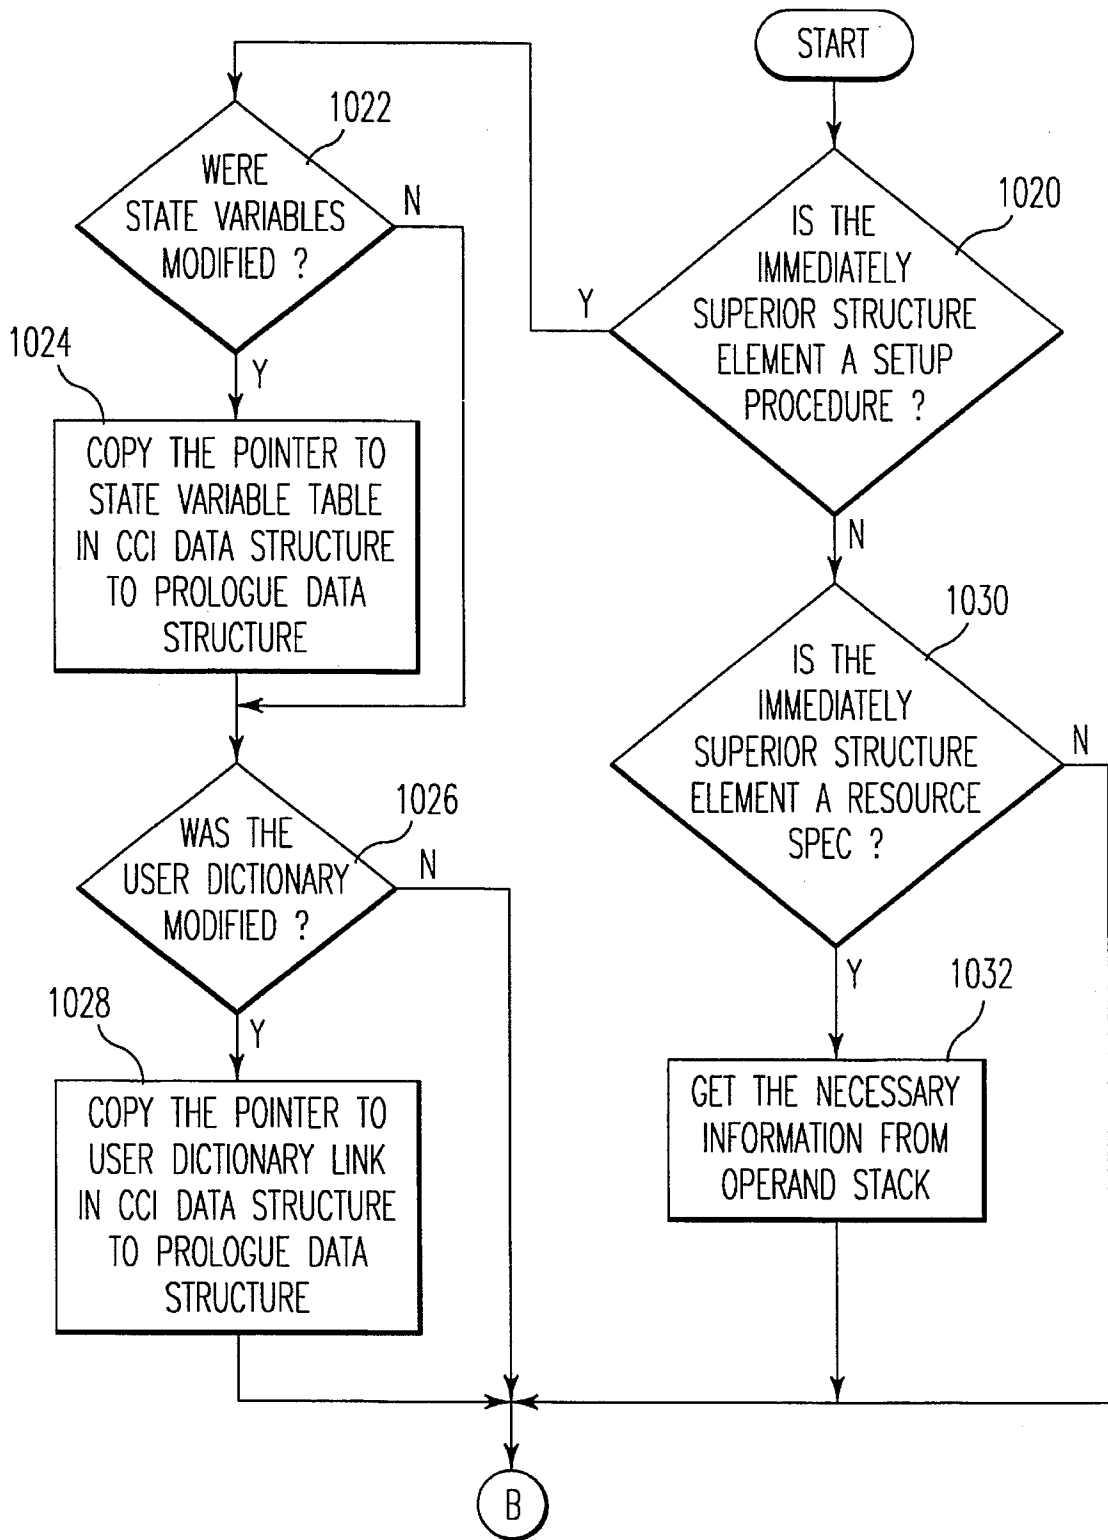 START
1020
IS THE
IMMEDIATELY
SUPERIOR STRUCTURE
ELEMENT A SETUP
PROCEDURE ?
Y
N
1022
WERE
STATE VARIABLES
MODIFIED ?
N
Y
1024
COPY THE POINTER TO
STATE VARIABLE TABLE
IN CCI DATA STRUCTURE
TO PROLOGUE DATA
STRUCTURE
1026
WAS THE
USER DICTIONARY
MODIFIED ?
N
Y
1028
COPY THE POINTER TO
USER DICTIONARY LINK
IN CCI DATA STRUCTURE
TO PROLOGUE DATA
STRUCTURE
1030
IS THE
IMMEDIATELY
SUPERIOR STRUCTURE
ELEMENT A RESOURCE
SPEC ?
N
Y
1032
GET THE NECESSARY
INFORMATION FROM
OPERAND STACK
B